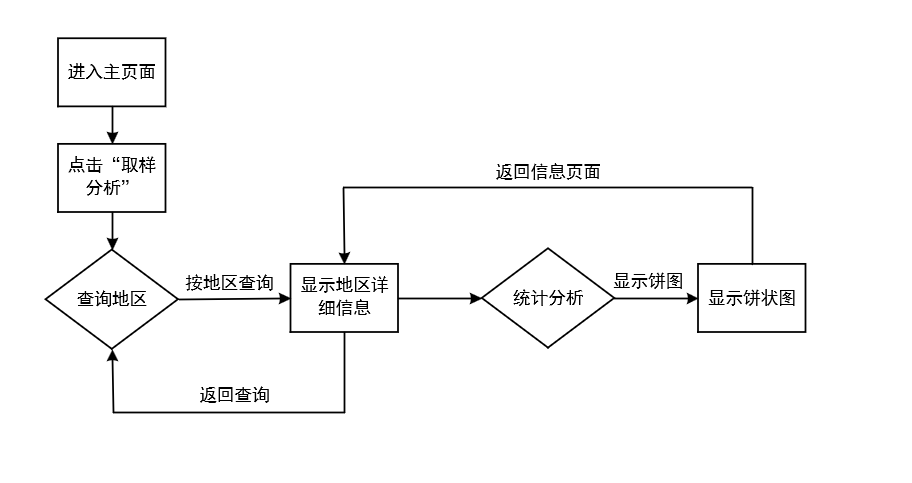 进入主页面
点击“取样
分析”
返回信息页面
查询地区
按地区查询
显示地区详
细信息
统计分析
显示饼图
显示饼状图
返回查询